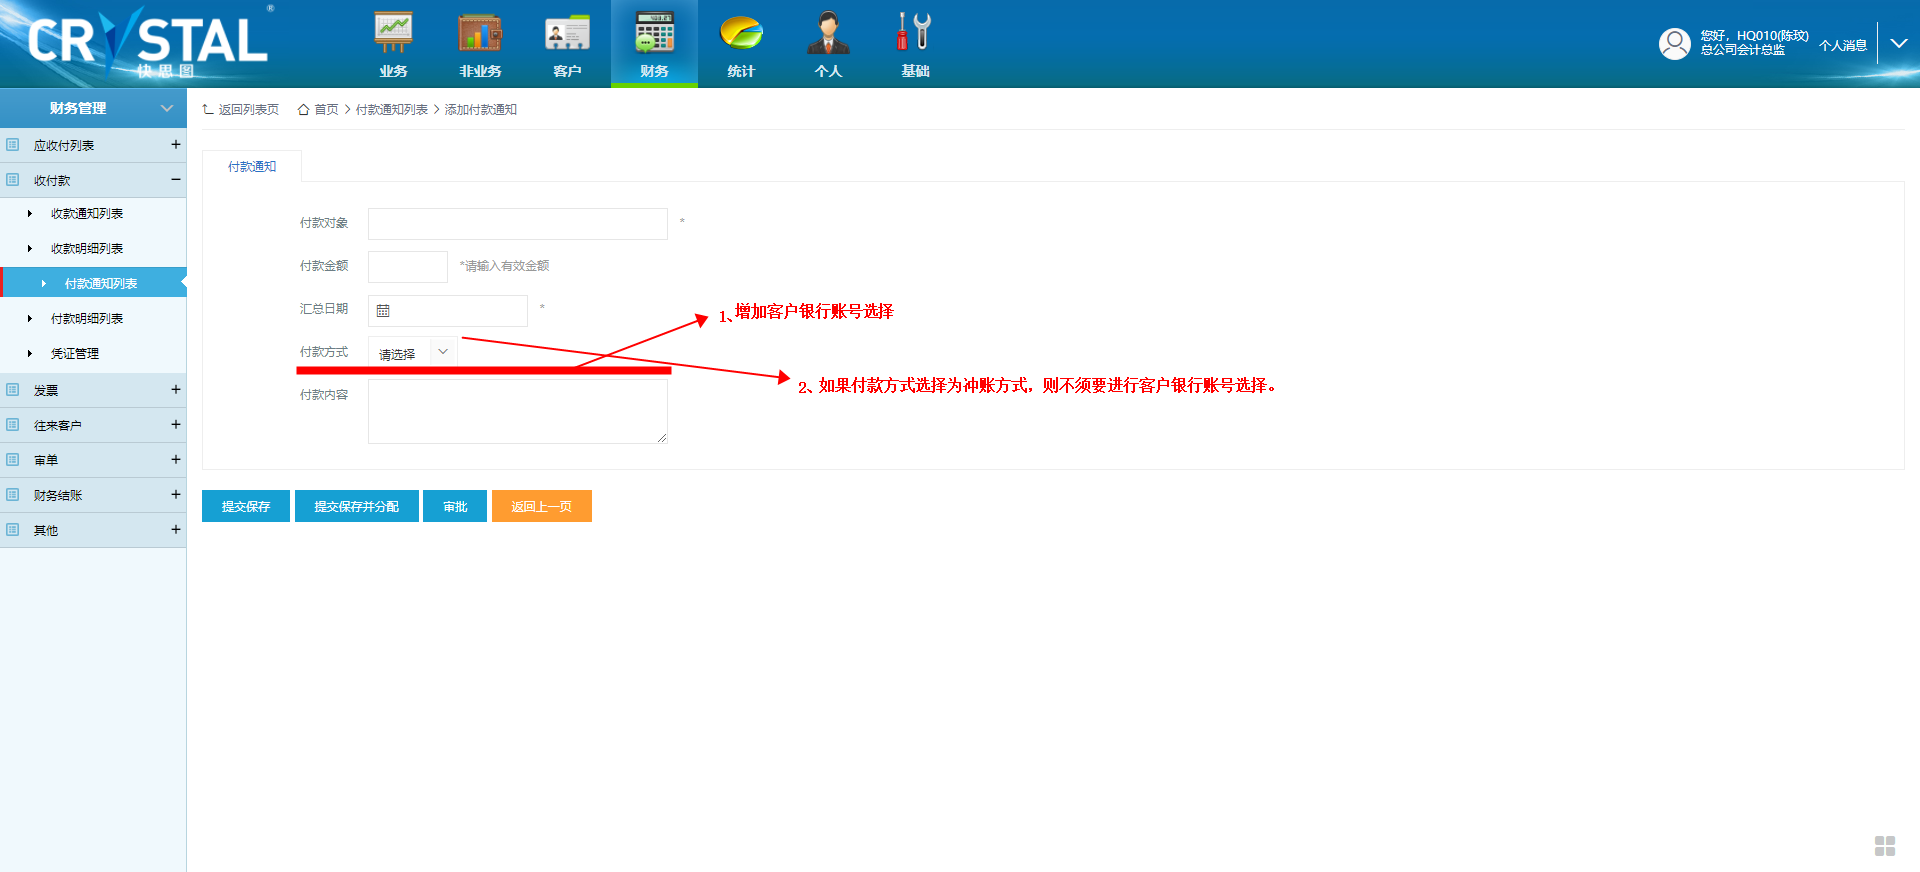 CRYSTAL®
快思图
业务
非业务
客户
财务
统计
个人
基础
您好，HQ010(陈玟)
总公司会计总监
个人消息
财务管理
应收付列表
收付款
收款通知列表
收款明细列表
付款通知列表
付款明细列表
凭证管理
发票
往来客户
审单
财务结账
其他
返回列表页 首页 > 付款通知列表 > 添加付款通知
付款通知
付款对象 *
付款金额 *请输入有效金额
汇总日期 *
付款方式 请选择
付款内容
1、增加客户银行账号选择
2、如果付款方式选择为冲账方式，则不须要进行客户银行账号选择。
提交保存 提交保存并分配 审批 返回上一页